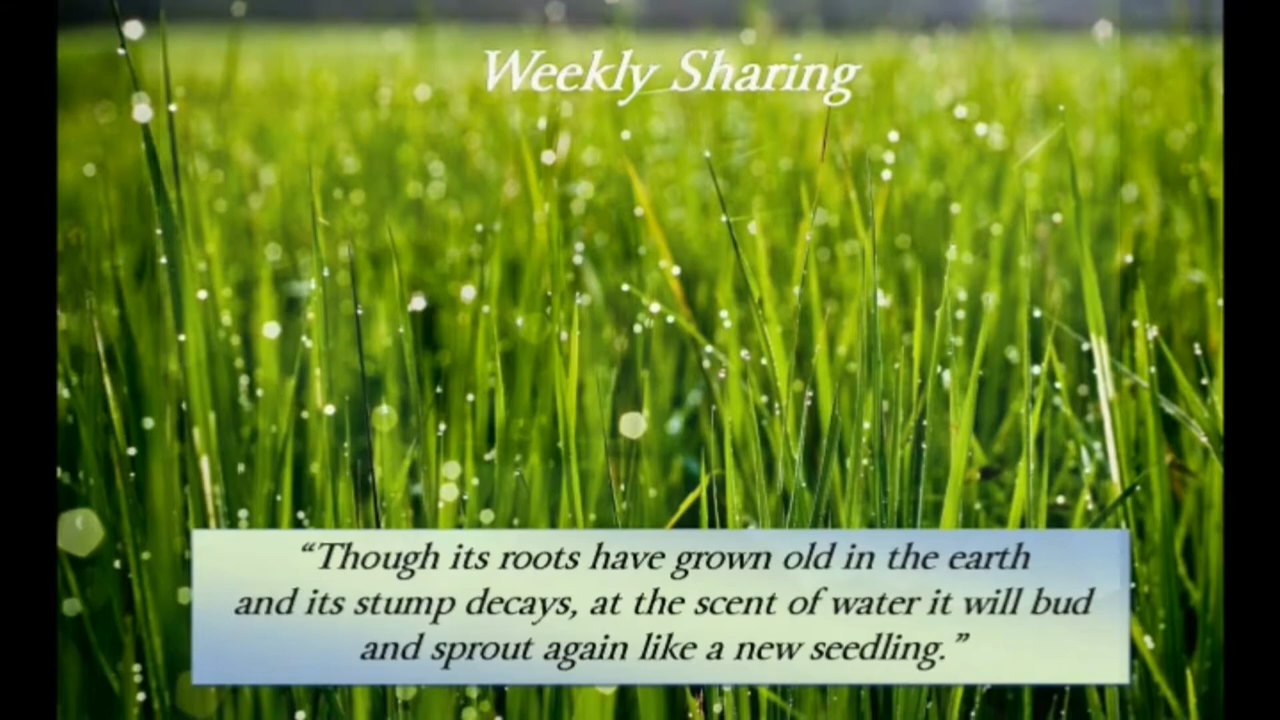 Weekly Sharing
“Though its roots have grown old in the earth
and its stump decays, at the scent of water it will bud
and sprout again like a new seedling.”